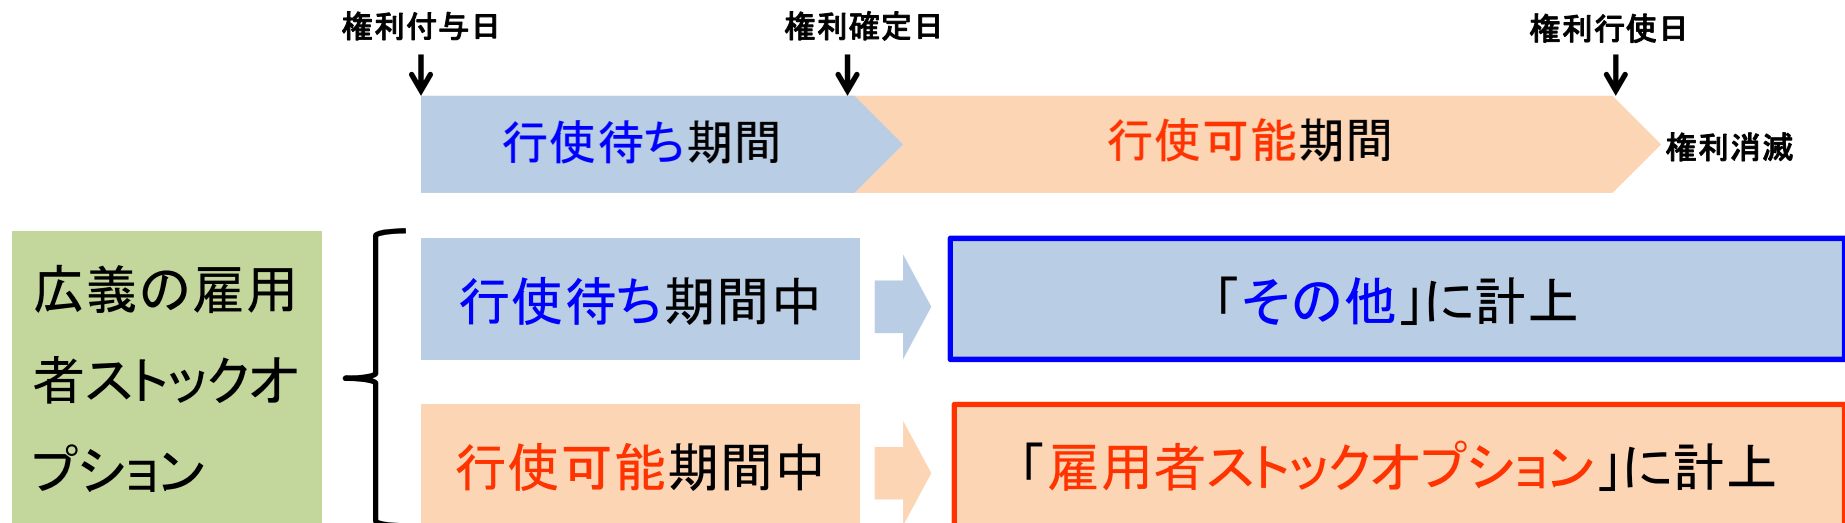 権利付与日
権利確定日
権利行使日
行使待ち期間
行使可能期間
権利消滅
広義の雇用
者ストックオ
プション
行使待ち期間中
「その他」に計上
行使可能期間中
「雇用者ストックオプション」に計上